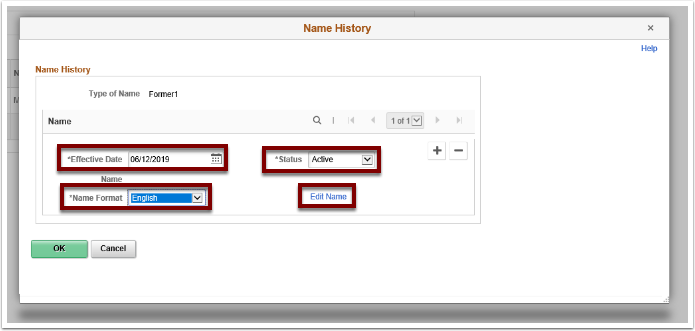 Name History
Help
Name History
Type of Name Former1
Name 1 of 1
*Effective Date 06/12/2019 *Status Active
Name
*Name Format English Edit Name
OK Cancel
N
M